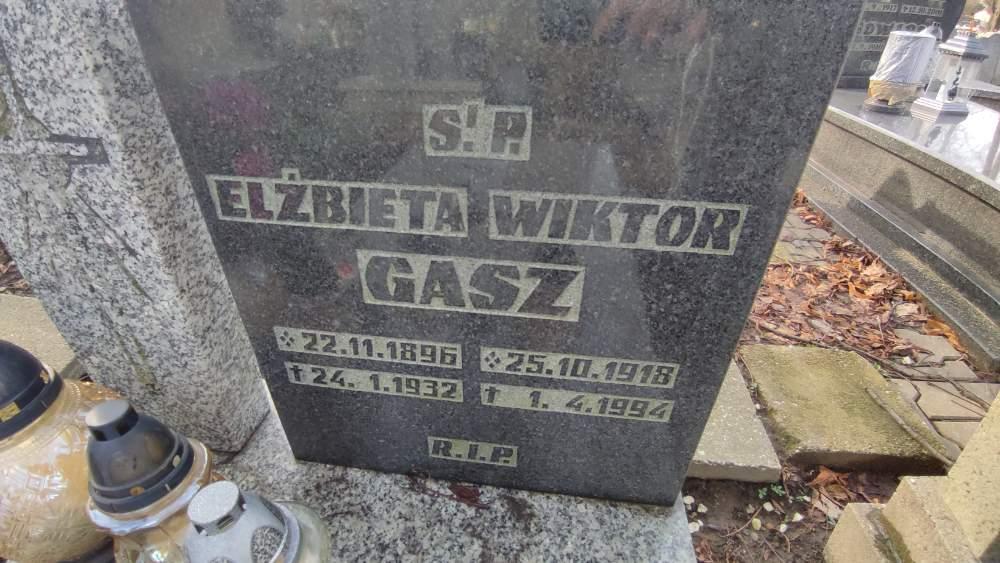 Ś.P.
ELŻBIETA WIKTOR
GASZ
22.11.1896 25.10.1918
† 24.1.1932 † 1.4.1994
R.I.P.